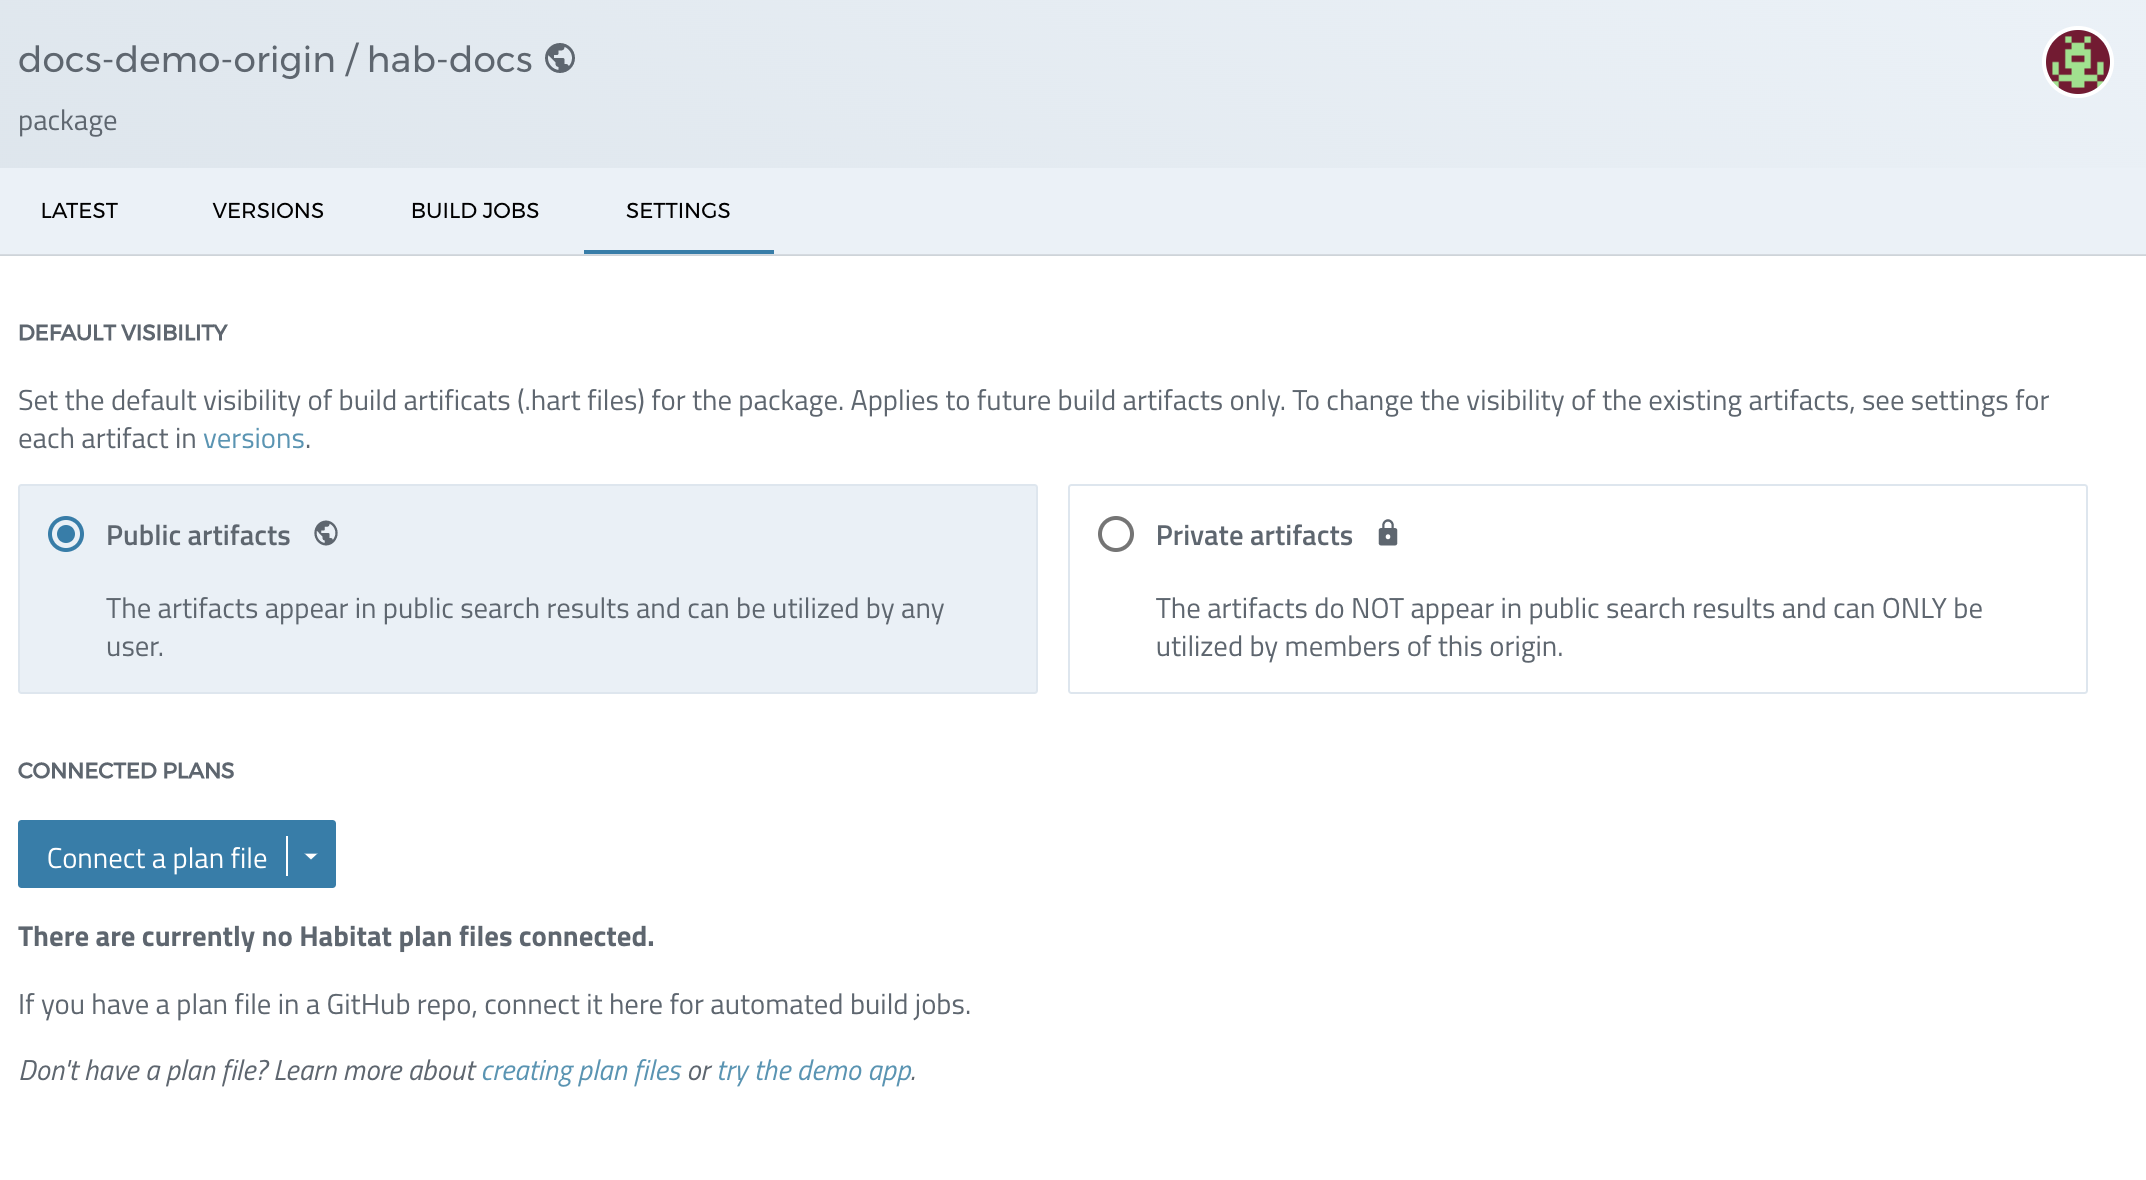 docs-demo-origin / hab-docs
package
LATEST VERSIONS BUILD JOBS SETTINGS
DEFAULT VISIBILITY
Set the default visibility of build artificats (.hart files) for the package. Applies to future build artifacts only. To change the visibility of the existing artifacts, see settings for
each artifact in versions.
Public artifacts
The artifacts appear in public search results and can be utilized by any
user.
Private artifacts
The artifacts do NOT appear in public search results and can ONLY be
utilized by members of this origin.
CONNECTED PLANS
Connect a plan file
There are currently no Habitat plan files connected.
If you have a plan file in a GitHub repo, connect it here for automated build jobs.
Don't have a plan file? Learn more about creating plan files or try the demo app.